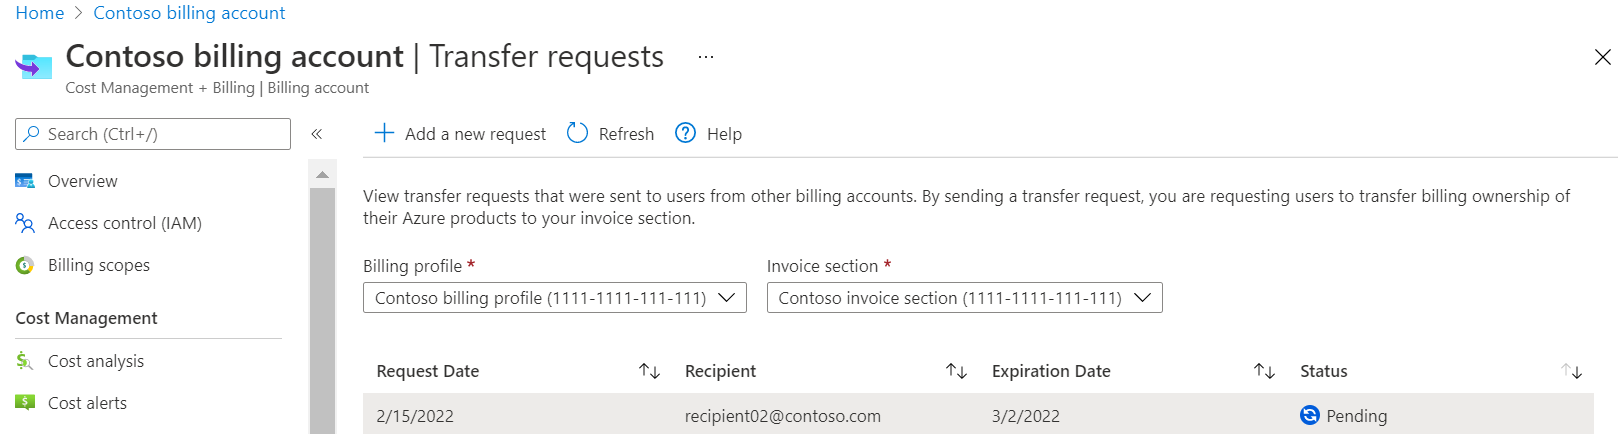 Home > Contoso billing account
Contoso billing account | Transfer requests ...
Cost Management + Billing | Billing account
Search (Ctrl+/)
Overview
Access control (IAM)
Billing scopes
Cost Management
Cost analysis
Cost alerts
Add a new request Refresh Help
View transfer requests that were sent to users from other billing accounts. By sending a transfer request, you are requesting users to transfer billing ownership of
their Azure products to your invoice section.
Billing profile * Invoice section *
Contoso billing profile (1111-1111-111-111) Contoso invoice section (1111-1111-111-111)
Request Date Recipient Expiration Date Status
2/15/2022 recipient02@contoso.com 3/2/2022 Pending